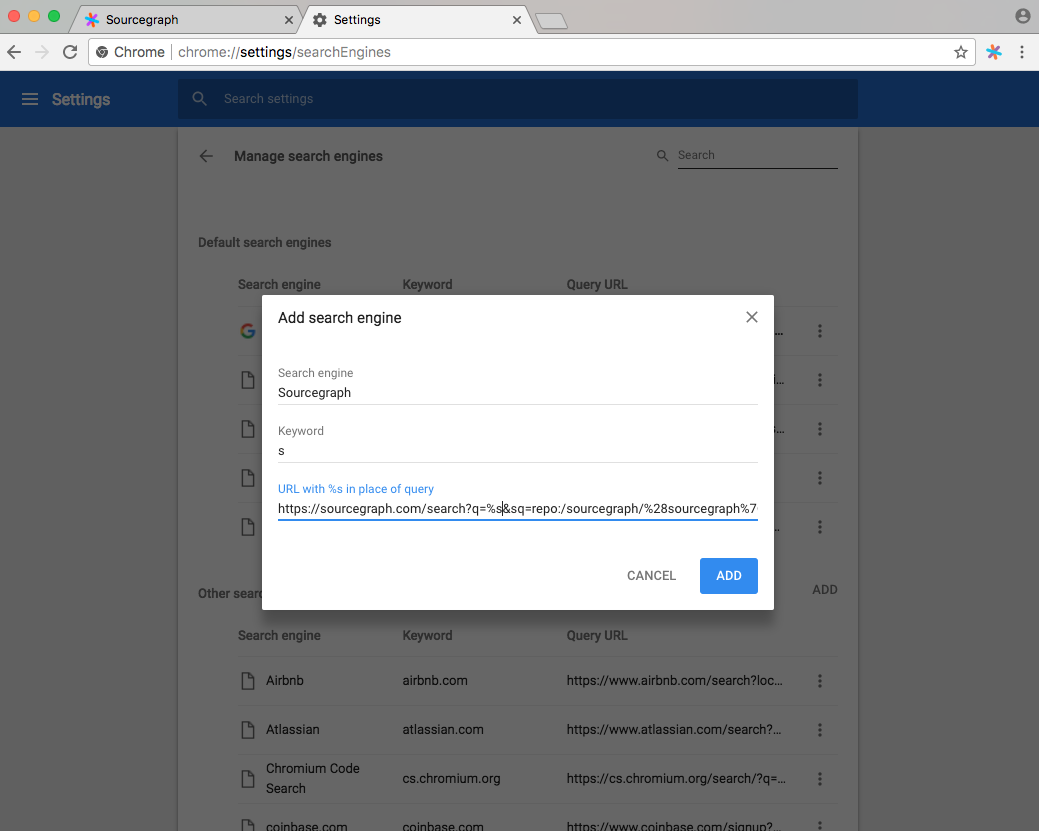 Sourcegraph
Settings
Chrome chrome://settings/searchEngines
Settings
Search settings
Manage search engines
Search
Default search engines
Search engine Keyword Query URL
Add search engine
Search engine
Sourcegraph
Keyword
s
URL with %s in place of query
https://sourcegraph.com/search?q=%s&sq=repo:/sourcegraph/%28sourcegraph%7
CANCEL ADD
Other sear
ADD
Search engine Keyword Query URL
Airbnb airbnb.com https://www.airbnb.com/search?loc...
Atlassian atlassian.com https://www.atlassian.com/search?...
Chromium Code
Search
cs.chromium.org https://cs.chromium.org/search/?q=...
coinbase.com coinbase.com https://www.coinbase.com/signup?